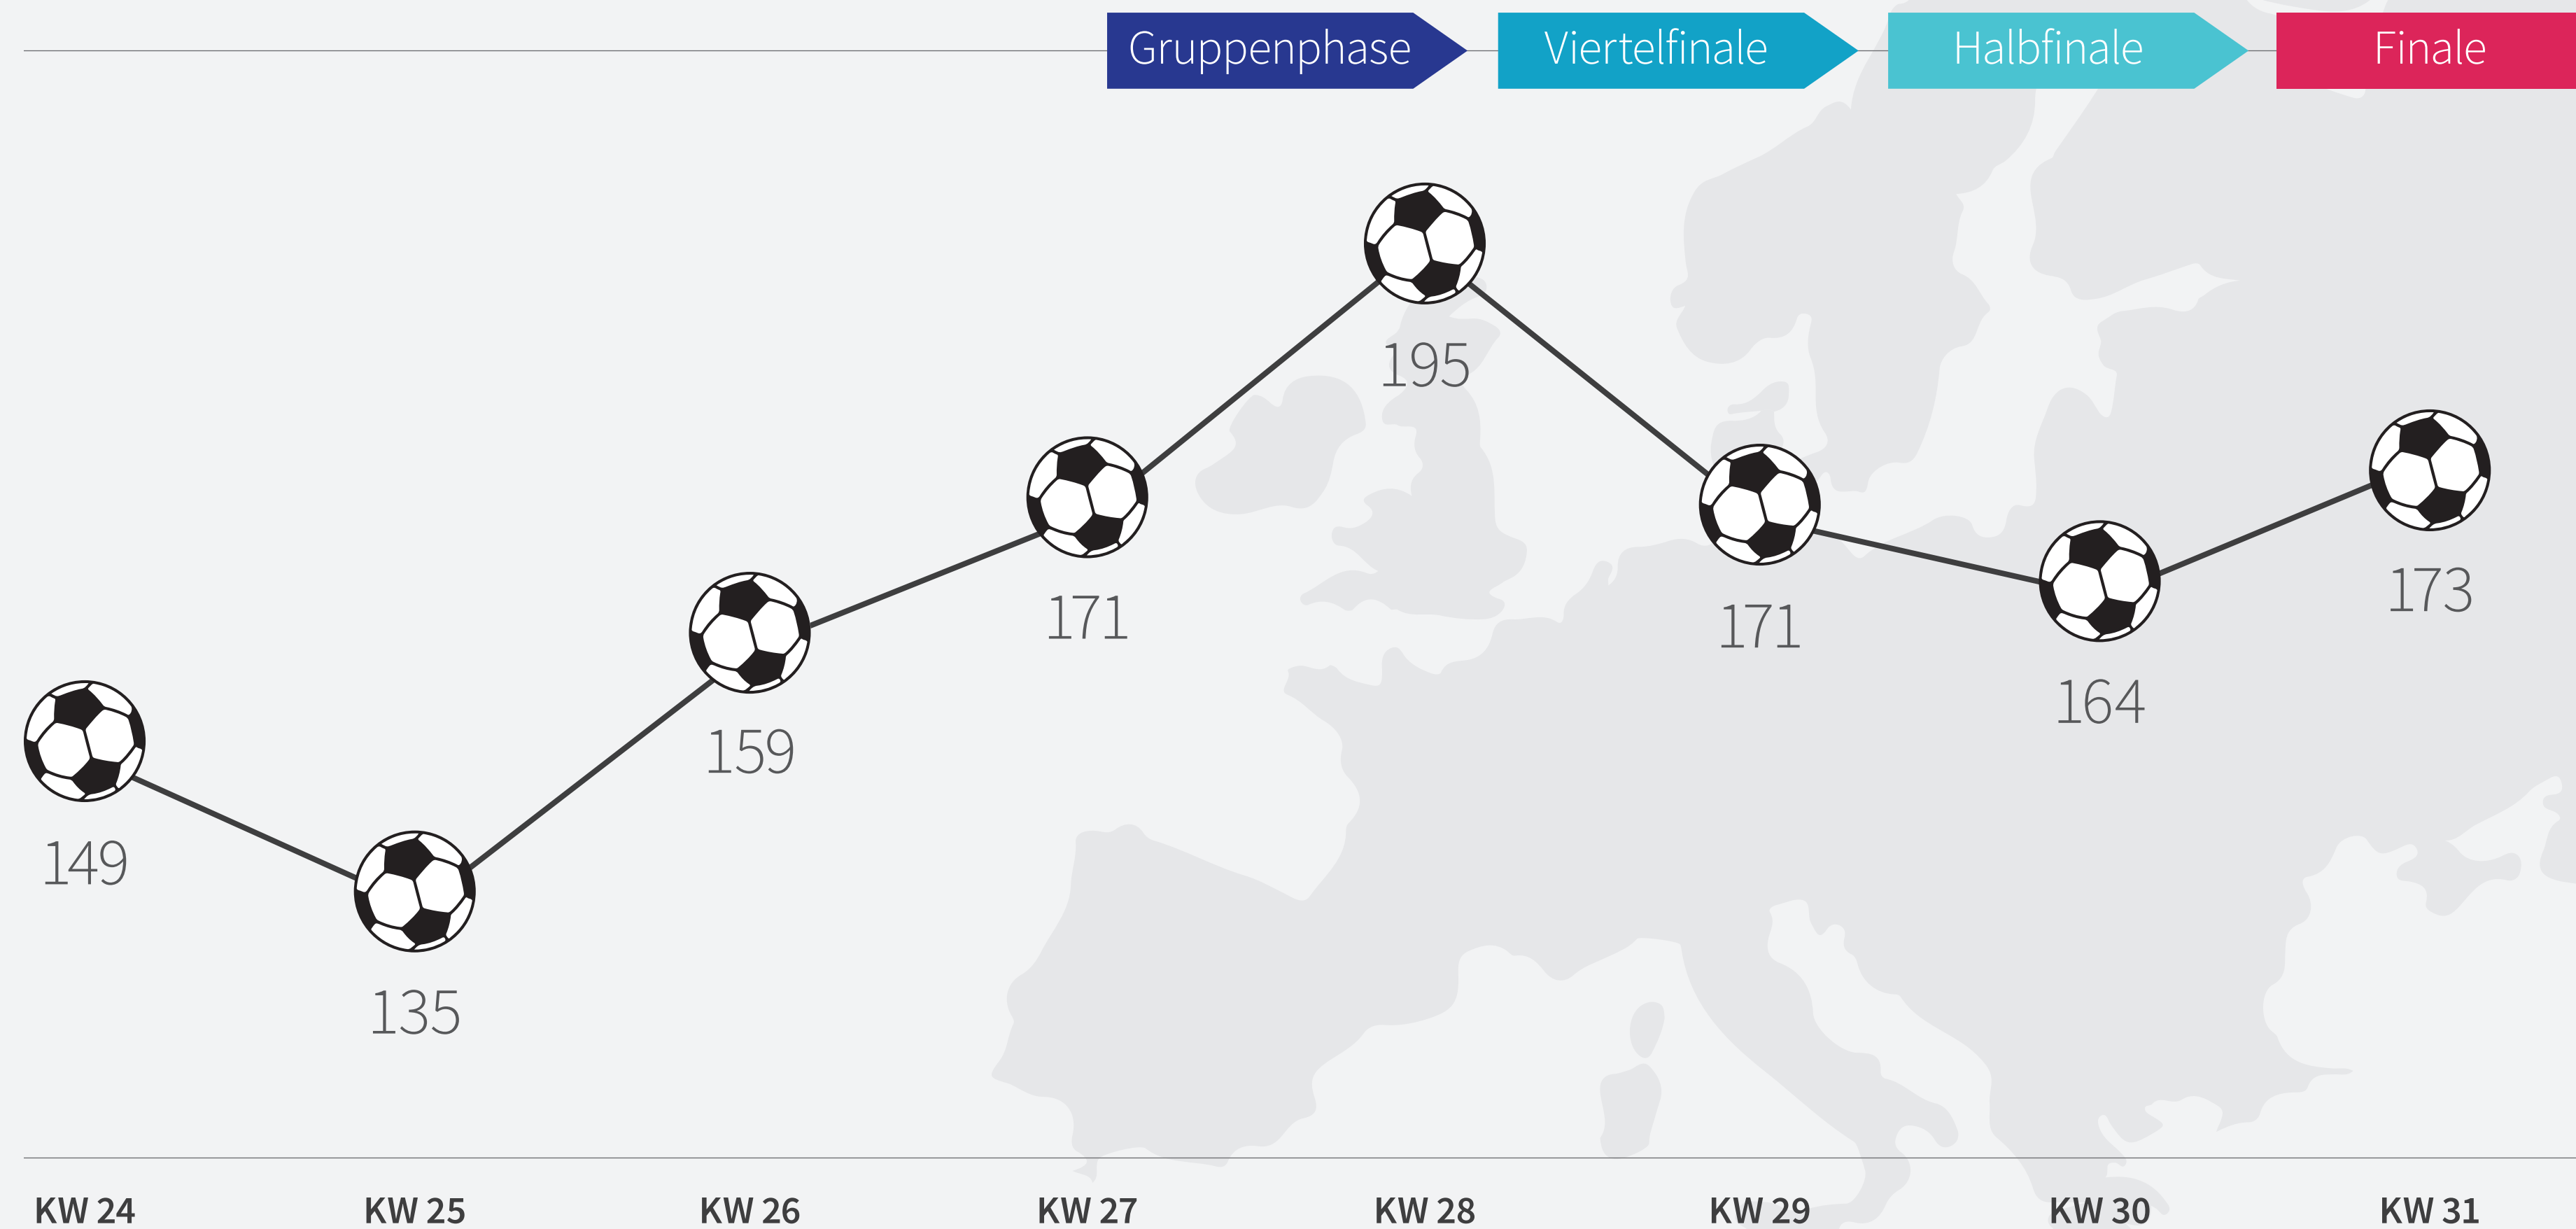 Gruppenphase
Viertelfinale
Halbfinale
Finale
149
135
159
171
195
171
164
173
KW 24
KW 25
KW 26
KW 27
KW 28
KW 29
KW 30
KW 31